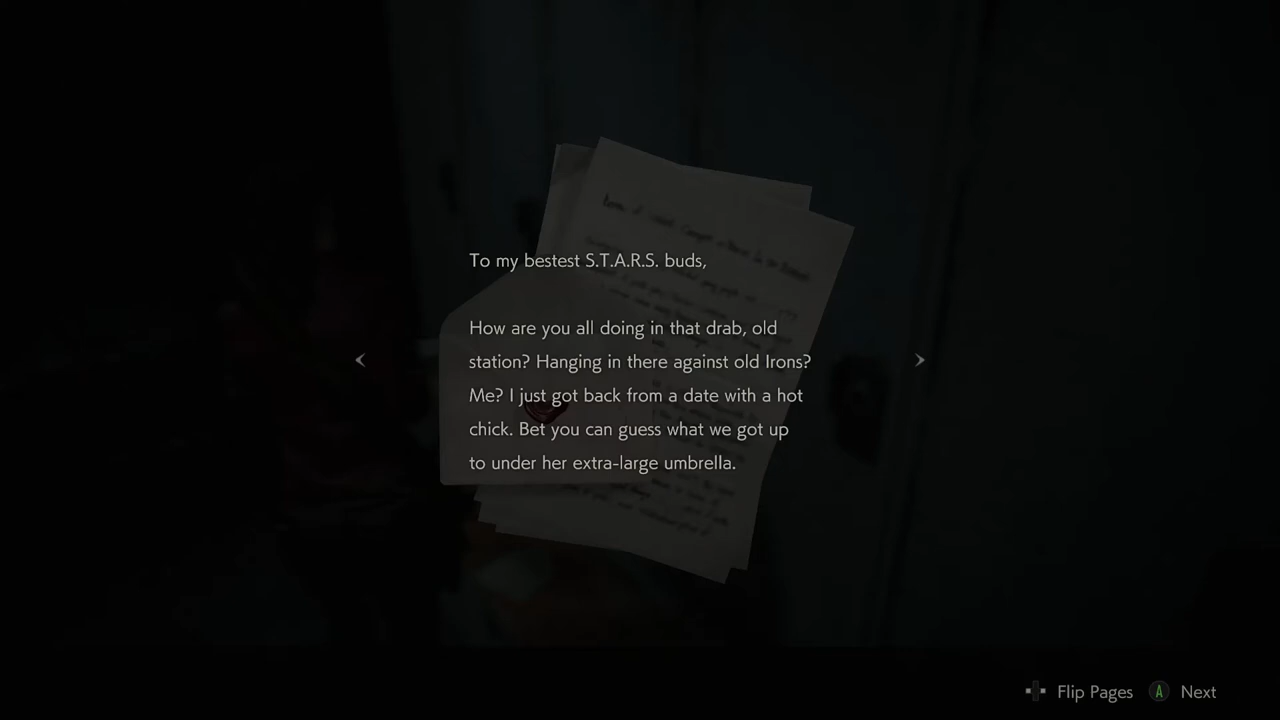 To my bestest S.T.A.R.S. buds,
How are you all doing in that drab, old
station? Hanging in there against old Irons?
Me? I just got back from a date with a hot
chick. Bet you can guess what we got up
to under her extra-large umbrella.
Flip Pages A Next